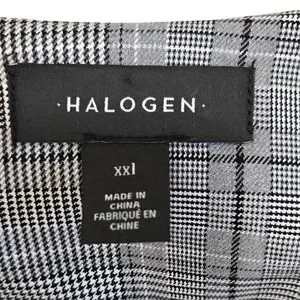 ·HALOGEN·
xxl
MADE IN
CHINA
FABRIQUÉ EN
CHINE